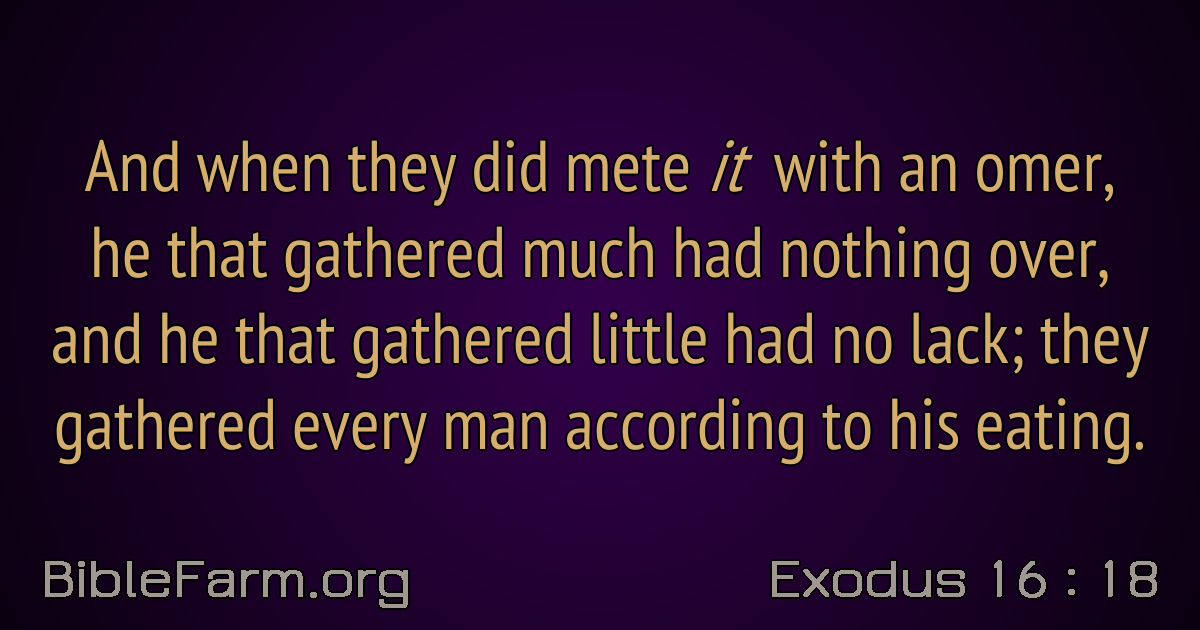 And when they did mete it with an omer,
he that gathered much had nothing over,
and he that gathered little had no lack; they
gathered every man according to his eating.
BibleFarm.org
Exodus 16 : 18